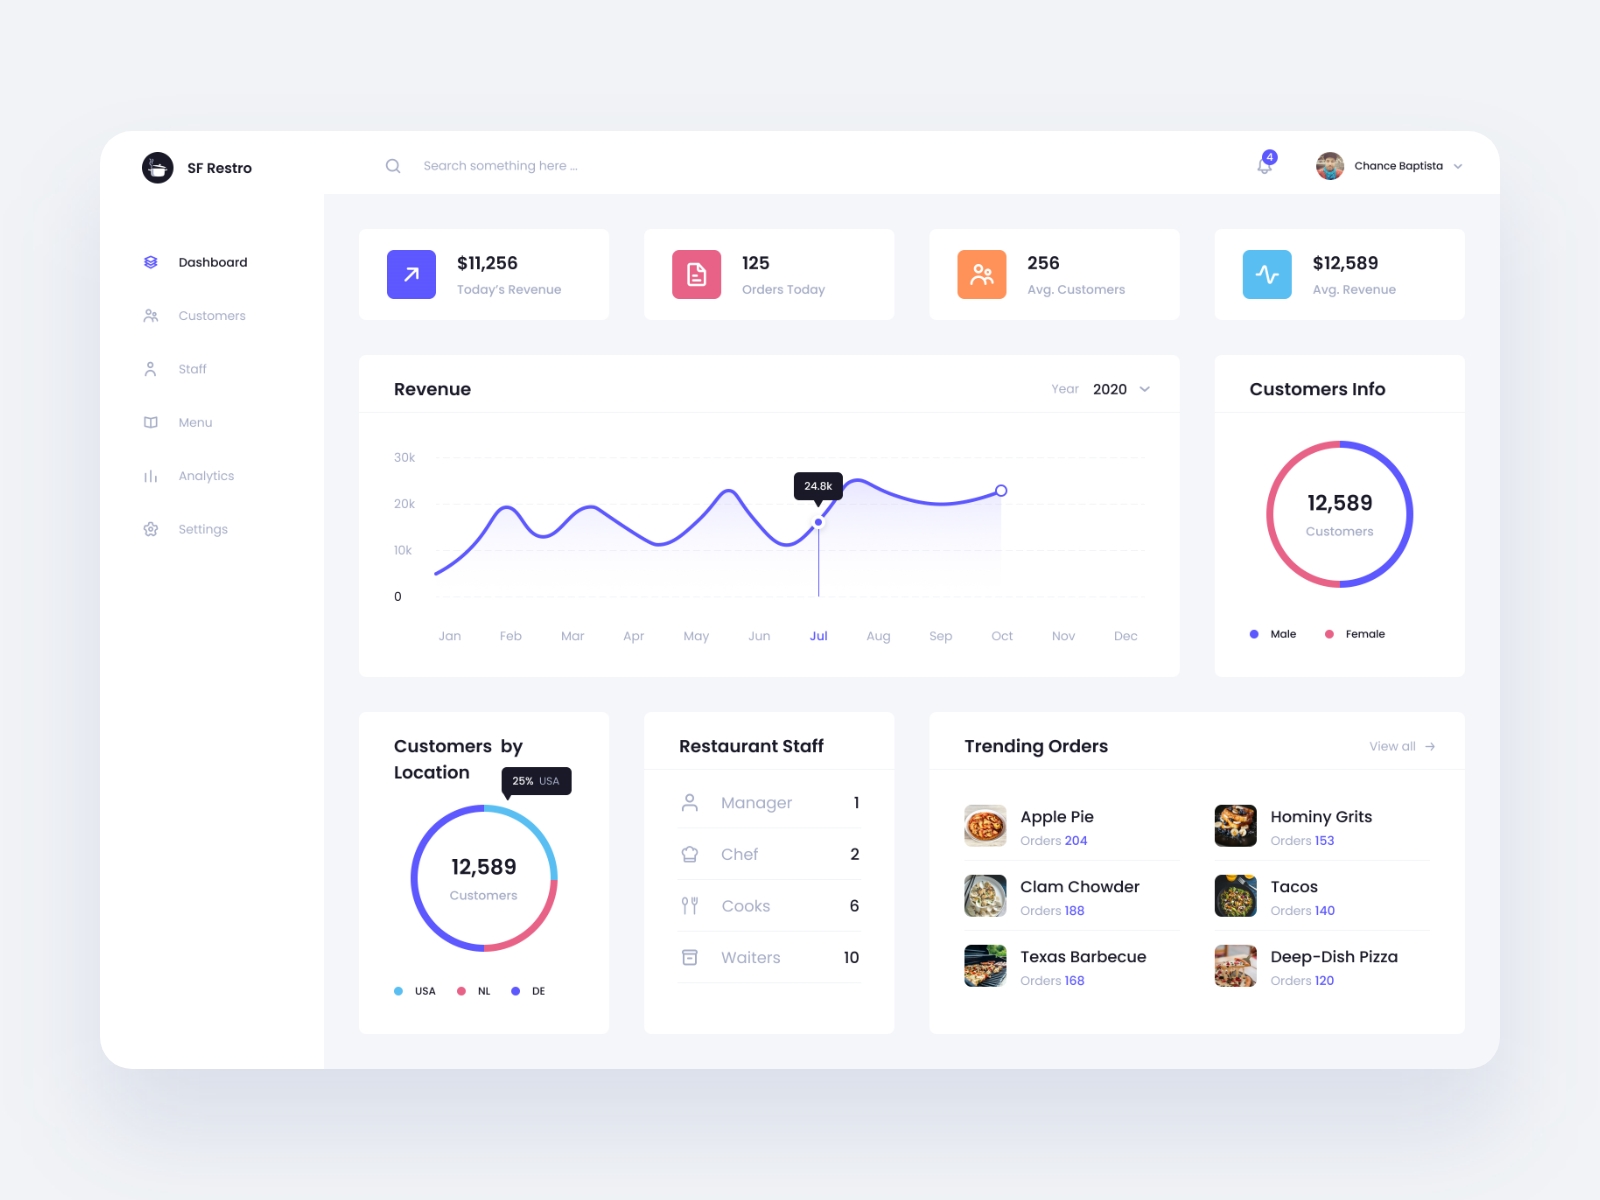 SF Restro
Search something here ...
4
Chance Baptista
Dashboard
Customers
Staff
Menu
Analytics
Settings
$11,256
Today's Revenue
125
Orders Today
256
Avg. Customers
$12,589
Avg. Revenue
Revenue
Year 2020
30k
20k
10k
0
24.8k
Jan Feb Mar Apr May Jun Jul Aug Sep Oct Nov Dec
Customers Info
12,589
Customers
Male Female
Customers by
Location
25% USA
12,589
Customers
USA NL DE
Restaurant Staff
Manager 1
Chef 2
Cooks 6
Waiters 10
Trending Orders
View all
Apple Pie
Orders 204
Hominy Grits
Orders 153
Clam Chowder
Orders 188
Tacos
Orders 140
Texas Barbecue
Orders 168
Deep-Dish Pizza
Orders 120